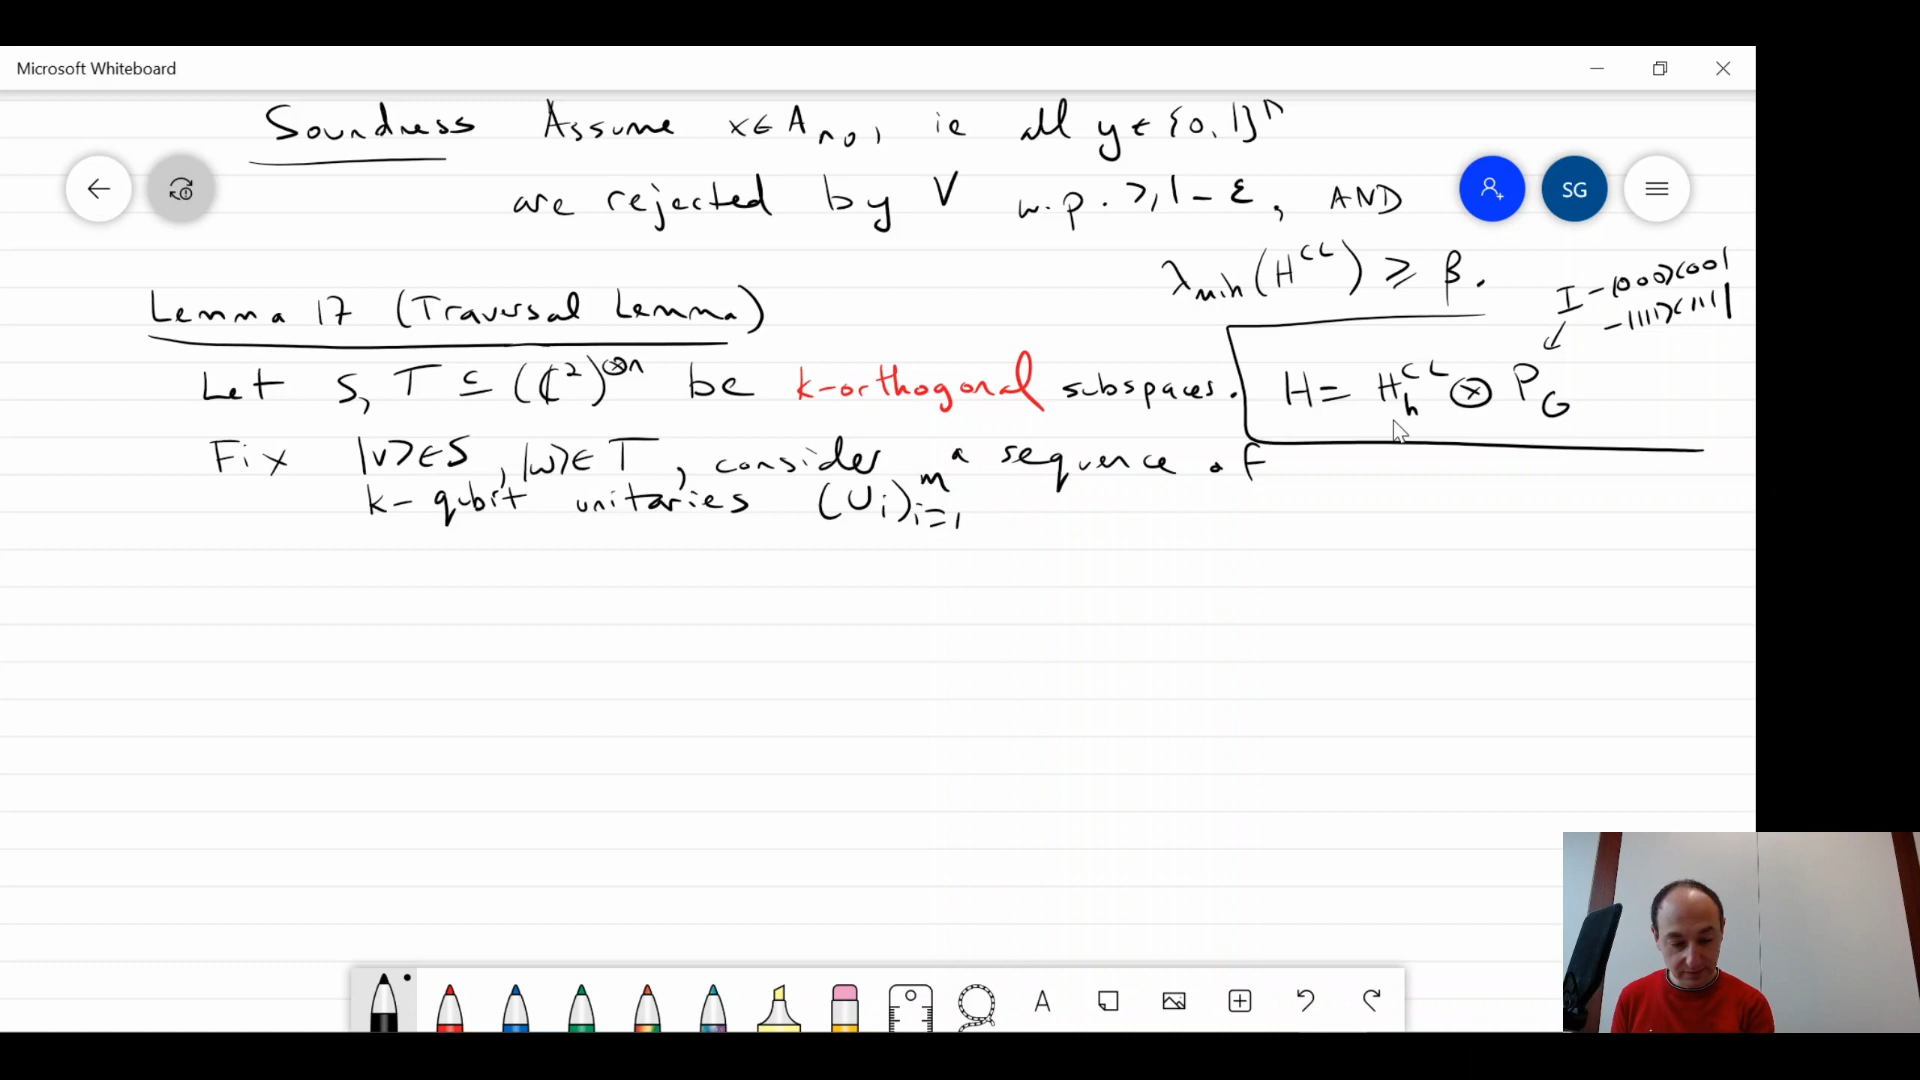 Microsoft Whiteboard
Soundness Assume x∈A_no, ie all y∈{0,1}^n
are rejected by V w.p. ≥ 1-ε, AND
SG
λ_min(H^CL) ≥ β.
Lemma 17 (Traversal Lemma)
I - |000⟩⟨000|
- |111⟩⟨111|
Let S, T ⊆ (ℂ²)^⊗n be k-orthogonal subspaces.
H = H_h^CL ⊗ P_G
Fix |v⟩∈S, |w⟩∈T, consider a sequence of
k-qubit unitaries (U_i)_{i=1}^m
A